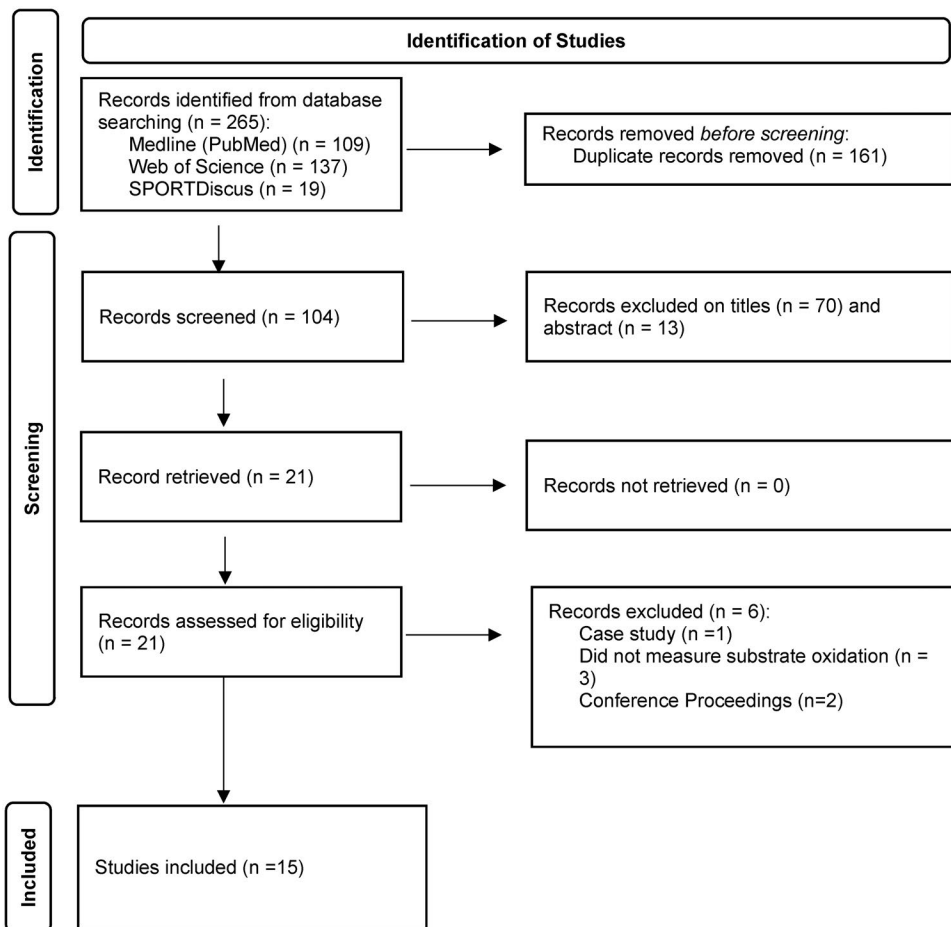 Identification of Studies
Identification
Records identified from database
searching (n = 265):
Medline (PubMed) (n = 109)
Web of Science (n = 137)
SPORTDiscus (n = 19)
Records removed before screening:
Duplicate records removed (n = 161)
Screening
Records screened (n = 104)
Records excluded on titles (n = 70) and
abstract (n = 13)
Record retrieved (n = 21)
Records not retrieved (n = 0)
Records assessed for eligibility
(n = 21)
Records excluded (n = 6):
Case study (n =1)
Did not measure substrate oxidation (n =
3)
Conference Proceedings (n=2)
Included
Studies included (n =15)